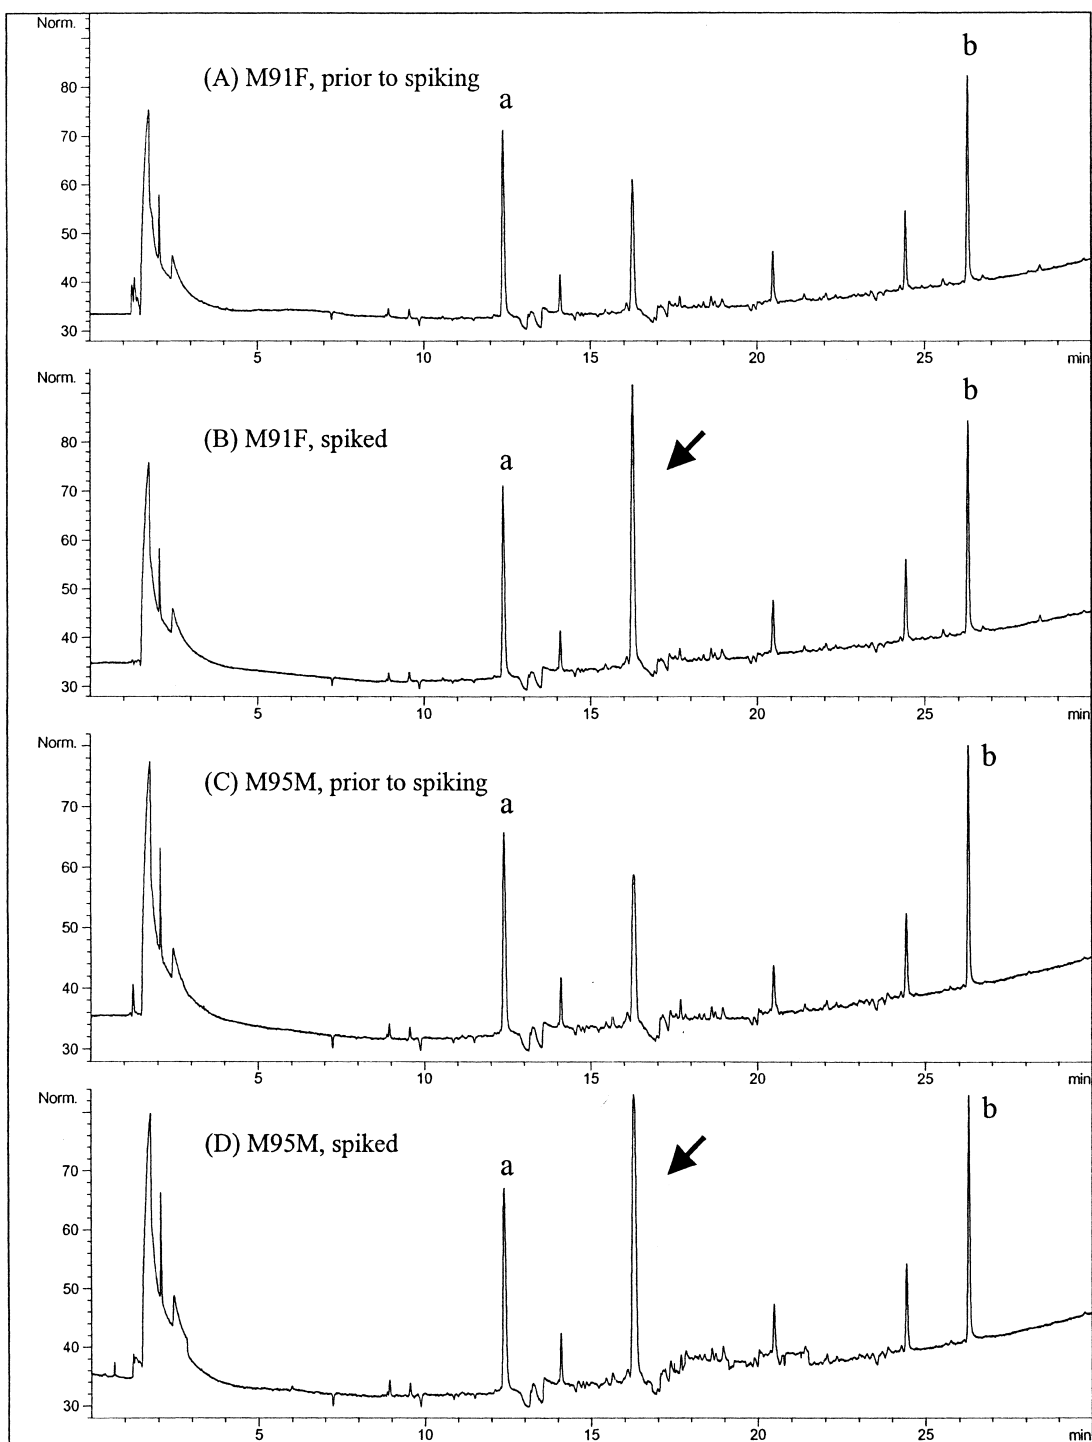 Norm.
(A) M91F, prior to spiking
a
b
80
70
60
50
40
30
5 10 15 20 25 min
Norm.
(B) M91F, spiked
a
b
80
70
60
50
40
30
5 10 15 20 25 min
Norm.
(C) M95M, prior to spiking
a
b
70
60
50
40
30
5 10 15 20 25 min
Norm.
(D) M95M, spiked
a
b
70
60
50
40
30
5 10 15 20 25 min